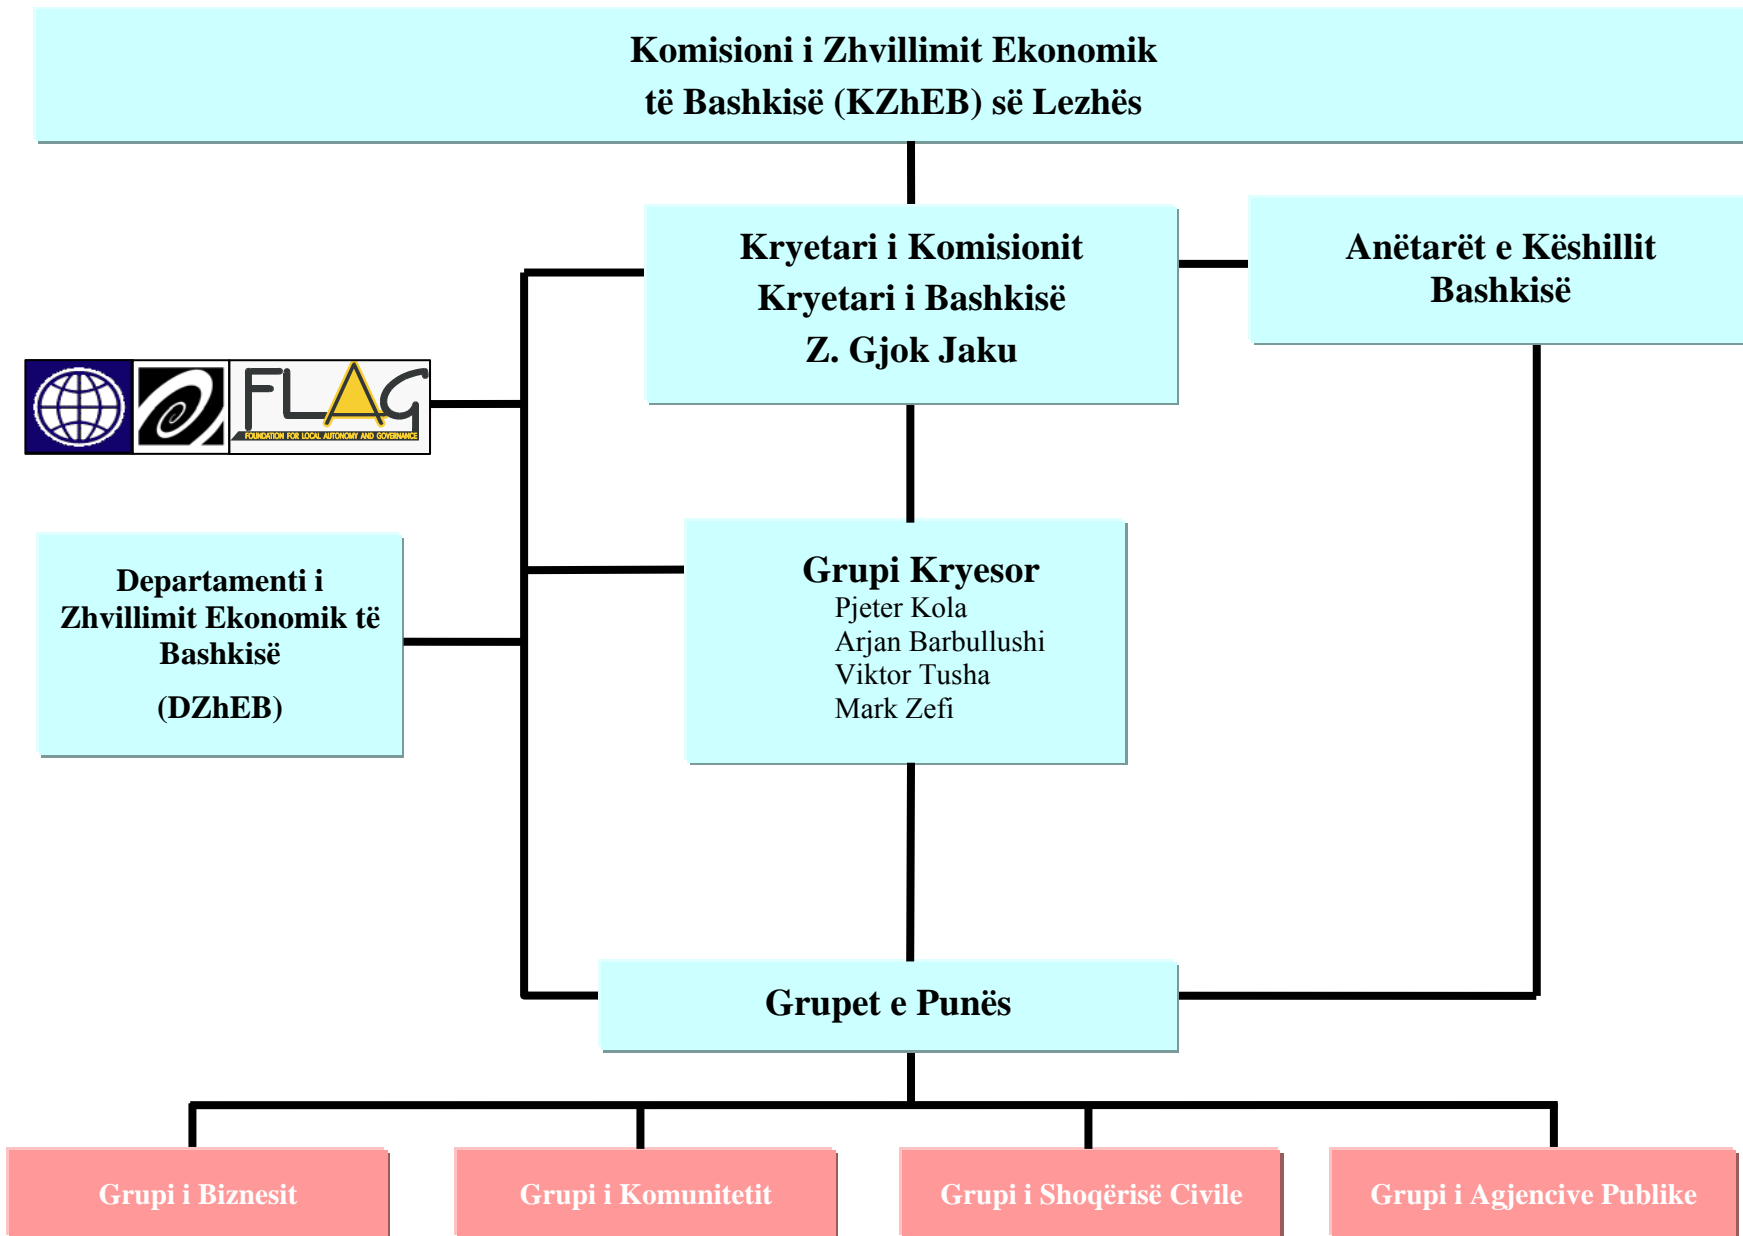 Komisioni i Zhvillimit Ekonomik
të Bashkisë (KZhEB) së Lezhës
Kryetari i Komisionit
Kryetari i Bashkisë
Z. Gjok Jaku
Anëtarët e Këshillit
Bashkisë
FLAG
FOUNDATION FOR LOCAL AUTONOMY AND GOVERNANCE
Departamenti i
Zhvillimit Ekonomik të
Bashkisë
(DZhEB)
Grupi Kryesor
Pjeter Kola
Arjan Barbullushi
Viktor Tusha
Mark Zefi
Grupet e Punës
Grupi i Biznesit
Grupi i Komunitetit
Grupi i Shoqërisë Civile
Grupi i Agjencive Publike